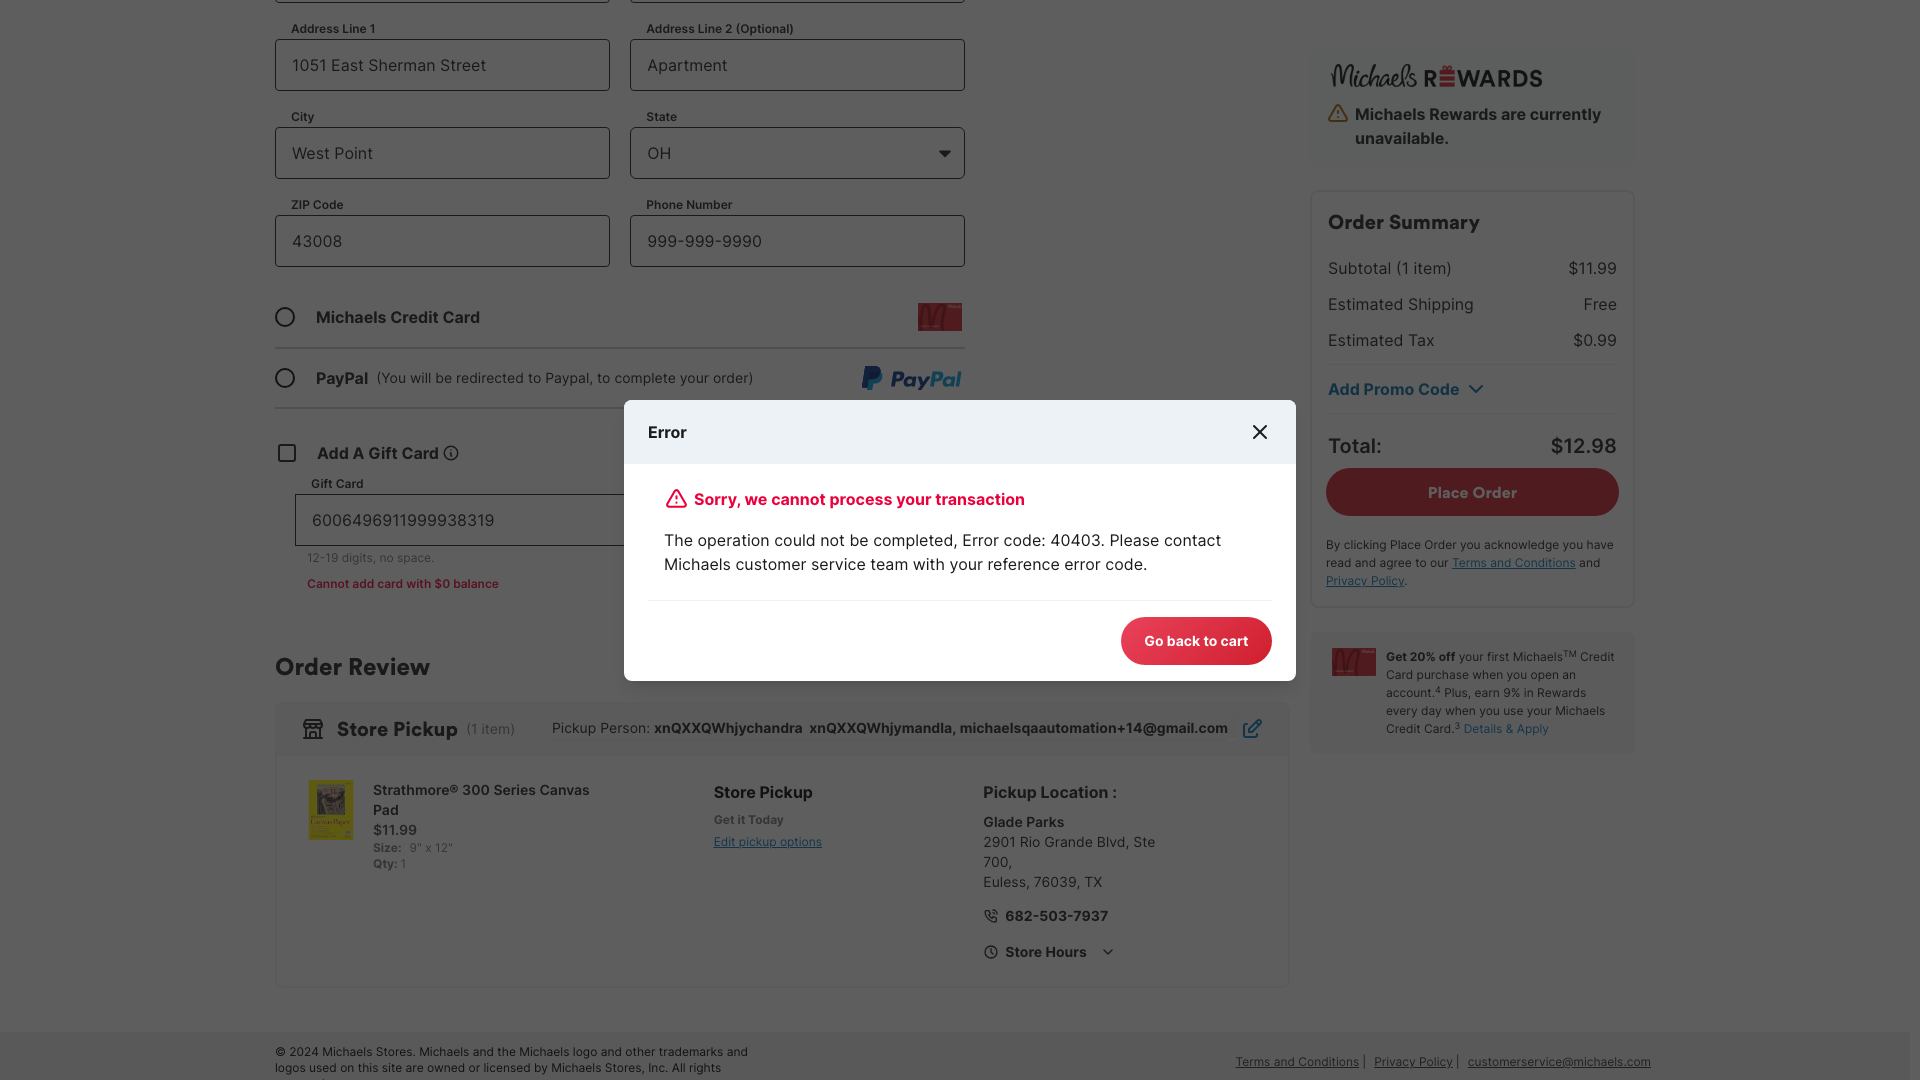 Address Line 1
Address Line 2 (Optional)
1051 East Sherman Street
Apartment
City
State
West Point
OH
ZIP Code
Phone Number
43008
999-999-9990
Michaels Credit Card
PayPal (You will be redirected to Paypal, to complete your order)
PayPal
Add A Gift Card
Gift Card
6006496911999938319
12-19 digits, no space.
Cannot add card with $0 balance
Error
Sorry, we cannot process your transaction
The operation could not be completed, Error code: 40403. Please contact
Michaels customer service team with your reference error code.
Go back to cart
Michaels REWARDS
Michaels Rewards are currently
unavailable.
Order Summary
Subtotal (1 item) $11.99
Estimated Shipping Free
Estimated Tax $0.99
Add Promo Code
Total: $12.98
Place Order
By clicking Place Order you acknowledge you have
read and agree to our Terms and Conditions and
Privacy Policy.
Get 20% off your first Michaels™ Credit
Card purchase when you open an
account.⁴ Plus, earn 9% in Rewards
every day when you use your Michaels
Credit Card.³ Details & Apply
Order Review
Store Pickup (1 item)
Pickup Person: xnQXXQWhjychandra xnQXXQWhjymandla, michaelsqaautomation+14@gmail.com
Strathmore® 300 Series Canvas
Pad
$11.99
Size: 9" x 12"
Qty: 1
Store Pickup
Get it Today
Edit pickup options
Pickup Location :
Glade Parks
2901 Rio Grande Blvd, Ste
700,
Euless, 76039, TX
682-503-7937
Store Hours
© 2024 Michaels Stores. Michaels and the Michaels logo and other trademarks and
logos used on this site are owned or licensed by Michaels Stores, Inc. All rights
Terms and Conditions | Privacy Policy | customerservice@michaels.com